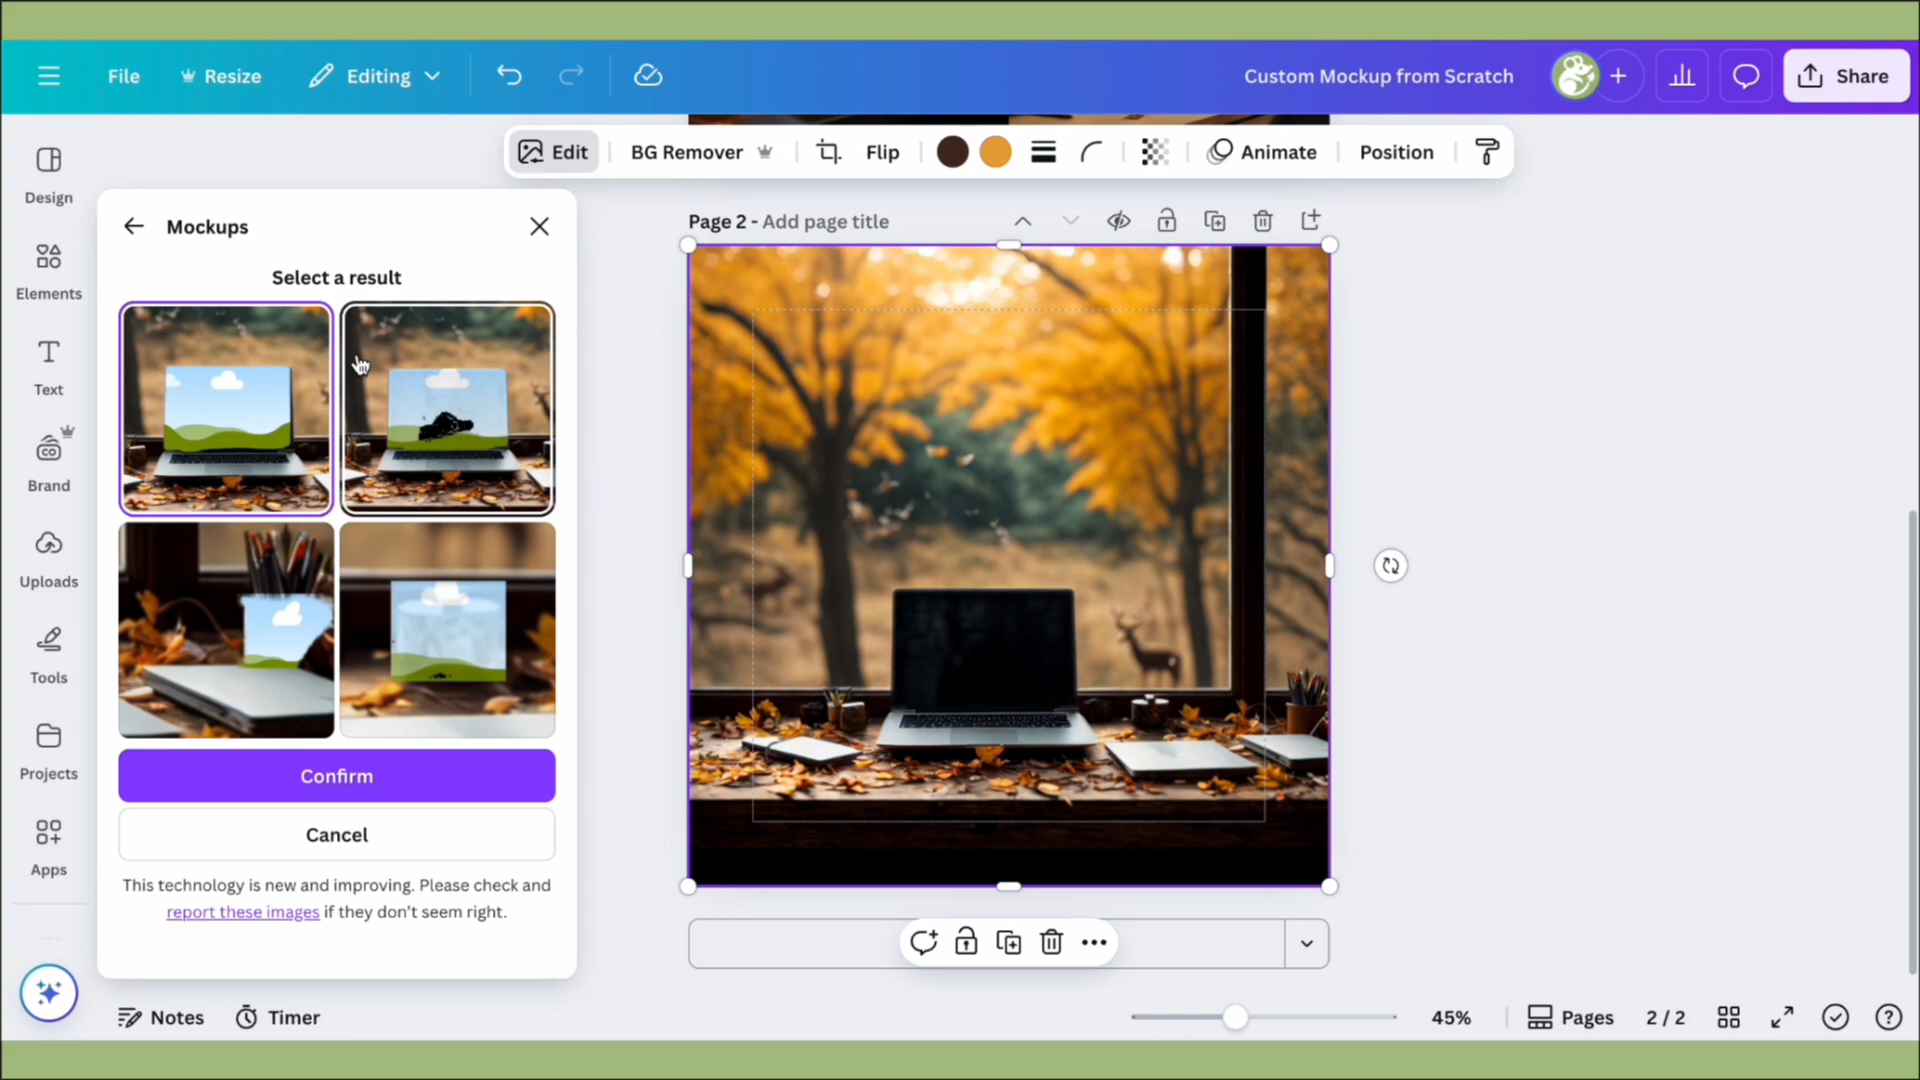 File
Resize
Editing
Custom Mockup from Scratch
Share
Edit
BG Remover
Flip
Animate
Position
Design
Elements
Text
Brand
Uploads
Tools
Projects
Apps
Mockups
Select a result
Confirm
Cancel
This technology is new and improving. Please check and
report these images if they don't seem right.
Page 2 - Add page title
Notes
Timer
45%
Pages
2 / 2